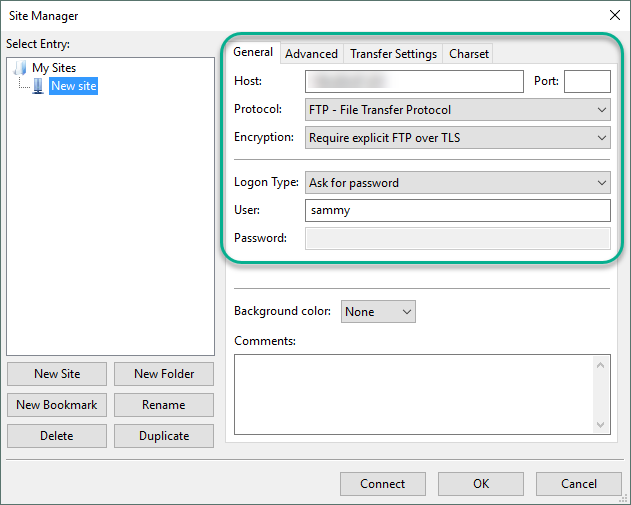 Site Manager
Select Entry:
My Sites
New site
New Site New Folder
New Bookmark Rename
Delete Duplicate
General Advanced Transfer Settings Charset
Host: Port:
Protocol: FTP - File Transfer Protocol
Encryption: Require explicit FTP over TLS
Logon Type: Ask for password
User: sammy
Password:
Background color: None
Comments:
Connect OK Cancel